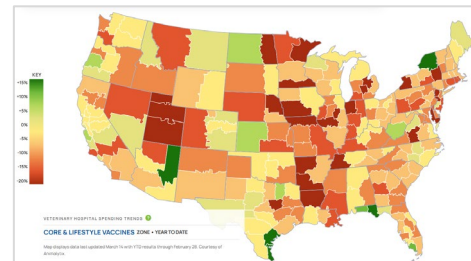 KEY
+15%
+10%
+5%
0%
-5%
-10%
-15%
-20%
VETERINARY HOSPITAL SPENDING TRENDS
CORE & LIFESTYLE VACCINES ZONE • YEAR TO DATE
Map displays data last updated March 14 with YTD results through February 28. Courtesy of
Animalytix.